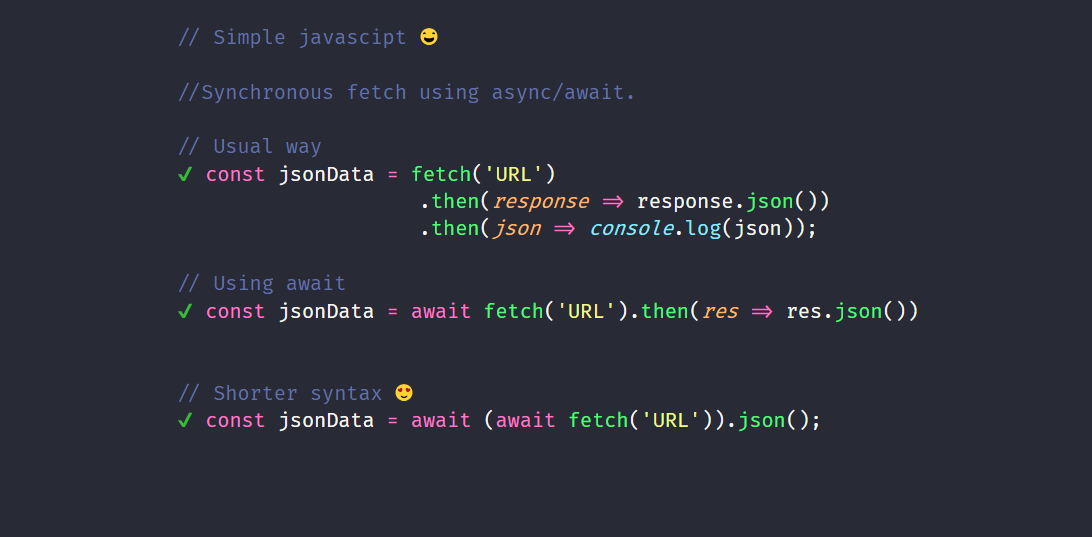 // Simple javascipt 😄
//Synchronous fetch using async/await.
// Usual way
✔ const jsonData = fetch('URL')
.then(response => response.json())
.then(json => console.log(json));
// Using await
✔ const jsonData = await fetch('URL').then(res => res.json())
// Shorter syntax 😍
✔ const jsonData = await (await fetch('URL')).json();